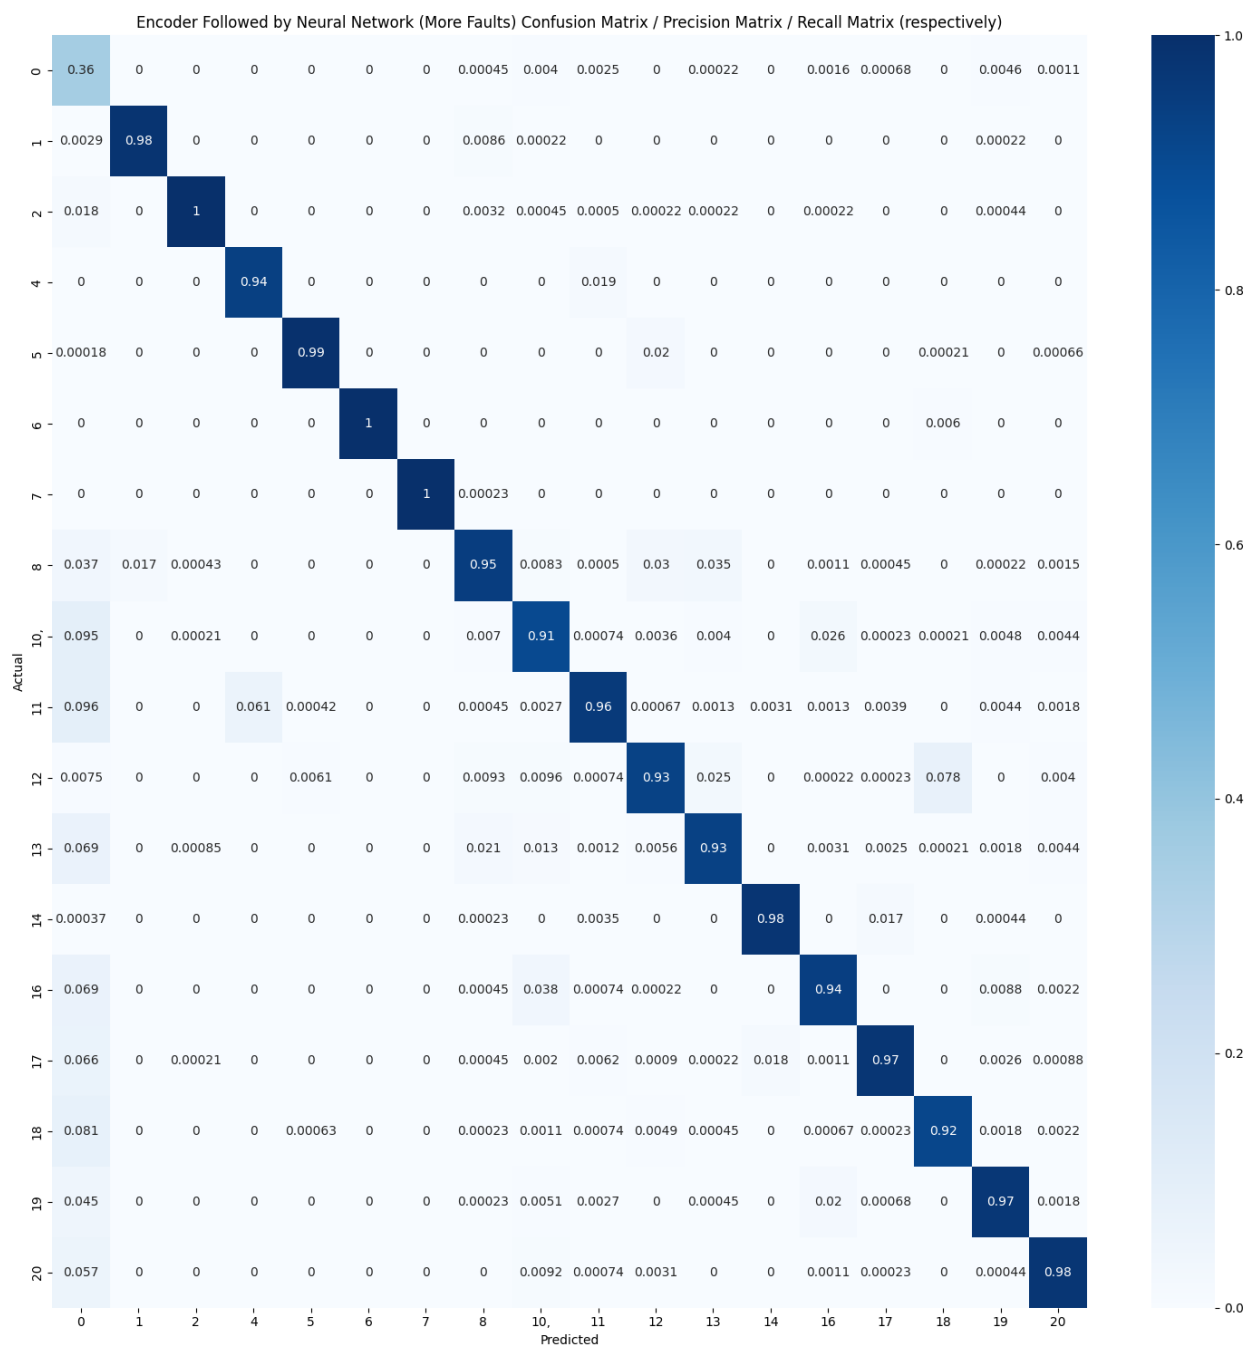 Encoder Followed by Neural Network (More Faults) Confusion Matrix / Precision Matrix / Recall Matrix (respectively)
0 0.36 0 0 0 0 0 0 0.00045 0.004 0.0025 0 0.00022 0 0.0016 0.00068 0 0.0046 0.0011
1 0.0029 0.98 0 0 0 0 0 0.0086 0.00022 0 0 0 0 0 0 0 0.00022 0
2 0.018 0 1 0 0 0 0 0.0032 0.00045 0.0005 0.00022 0.00022 0 0.00022 0 0 0.00044 0
4 0 0 0 0.94 0 0 0 0 0 0.019 0 0 0 0 0 0 0 0
5 0.00018 0 0 0 0.99 0 0 0 0 0 0.02 0 0 0 0 0.00021 0 0.00066
6 0 0 0 0 0 1 0 0 0 0 0 0 0 0 0 0.006 0 0
7 0 0 0 0 0 0 1 0.00023 0 0 0 0 0 0 0 0 0 0
8 0.037 0.017 0.00043 0 0 0 0 0.95 0.0083 0.0005 0.03 0.035 0 0.0011 0.00045 0 0.00022 0.0015
10, 0.095 0 0.00021 0 0 0 0 0.007 0.91 0.00074 0.0036 0.004 0 0.026 0.00023 0.00021 0.0048 0.0044
11 0.096 0 0 0.061 0.00042 0 0 0.00045 0.0027 0.96 0.00067 0.0013 0.0031 0.0013 0.0039 0 0.0044 0.0018
12 0.0075 0 0 0 0.0061 0 0 0.0093 0.0096 0.00074 0.93 0.025 0 0.00022 0.00023 0.078 0 0.004
13 0.069 0 0.00085 0 0 0 0 0.021 0.013 0.0012 0.0056 0.93 0 0.0031 0.0025 0.00021 0.0018 0.0044
14 0.00037 0 0 0 0 0 0 0.00023 0 0.0035 0 0 0.98 0 0.017 0 0.00044 0
16 0.069 0 0 0 0 0 0 0.00045 0.038 0.00074 0.00022 0 0 0.94 0 0 0.0088 0.0022
17 0.066 0 0.00021 0 0 0 0 0.00045 0.002 0.0062 0.0009 0.00022 0.018 0.0011 0.97 0 0.0026 0.00088
18 0.081 0 0 0 0.00063 0 0 0.00023 0.0011 0.00074 0.0049 0.00045 0 0.00067 0.00023 0.92 0.0018 0.0022
19 0.045 0 0 0 0 0 0 0.00023 0.0051 0.0027 0 0.00045 0 0.02 0.00068 0 0.97 0.0018
20 0.057 0 0 0 0 0 0 0 0.0092 0.00074 0.0031 0 0 0.0011 0.00023 0 0.00044 0.98
0 1 2 4 5 6 7 8 10, 11 12 13 14 16 17 18 19 20
Predicted
Actual
1.0
0.8
0.6
0.4
0.2
0.0